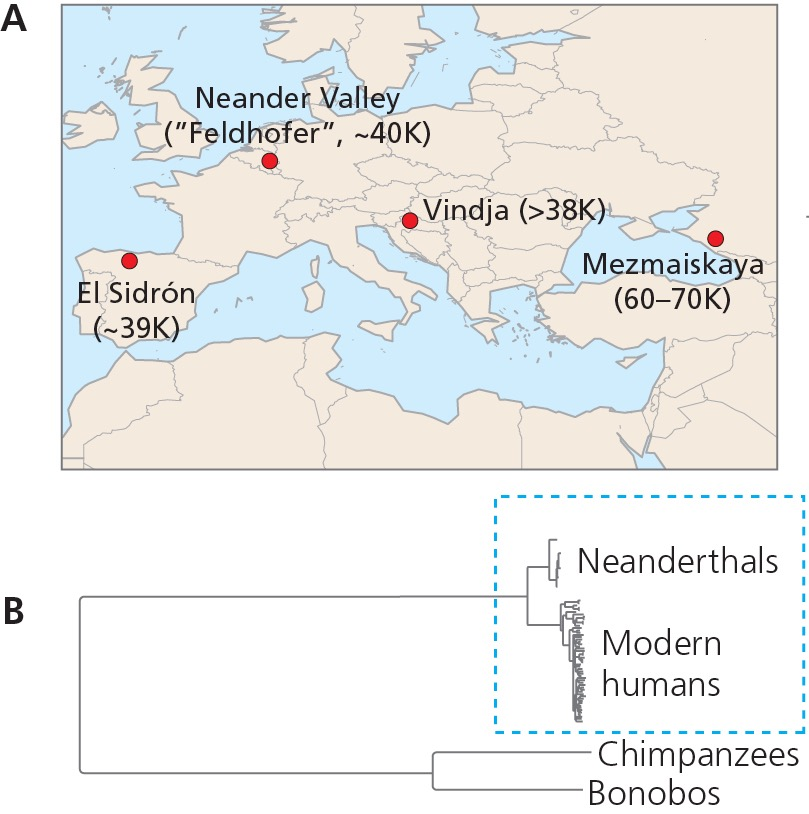 A
Neander Valley
(”Feldhofer”, ~40K)
Vindja (>38K)
Mezmaiskaya
(60–70K)
El Sidrón
(~39K)
B
Neanderthals
Modern
humans
Chimpanzees
Bonobos